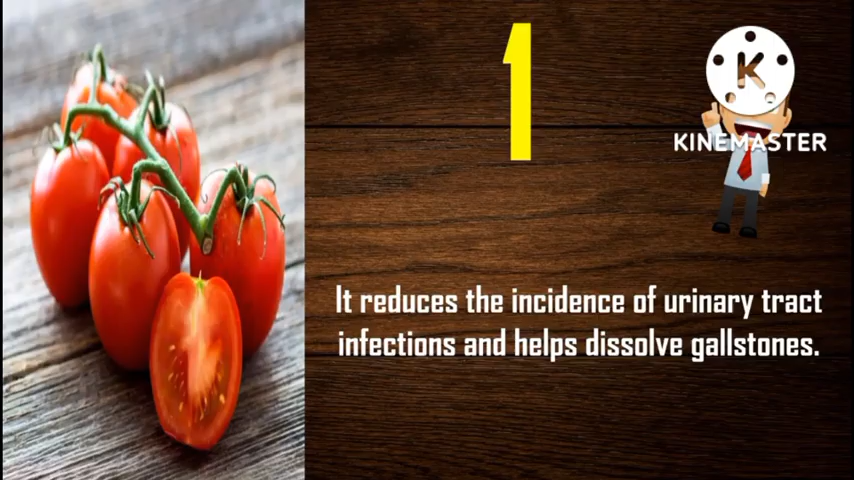 1
K
KINEMASTER
It reduces the incidence of urinary tract
infections and helps dissolve gallstones.